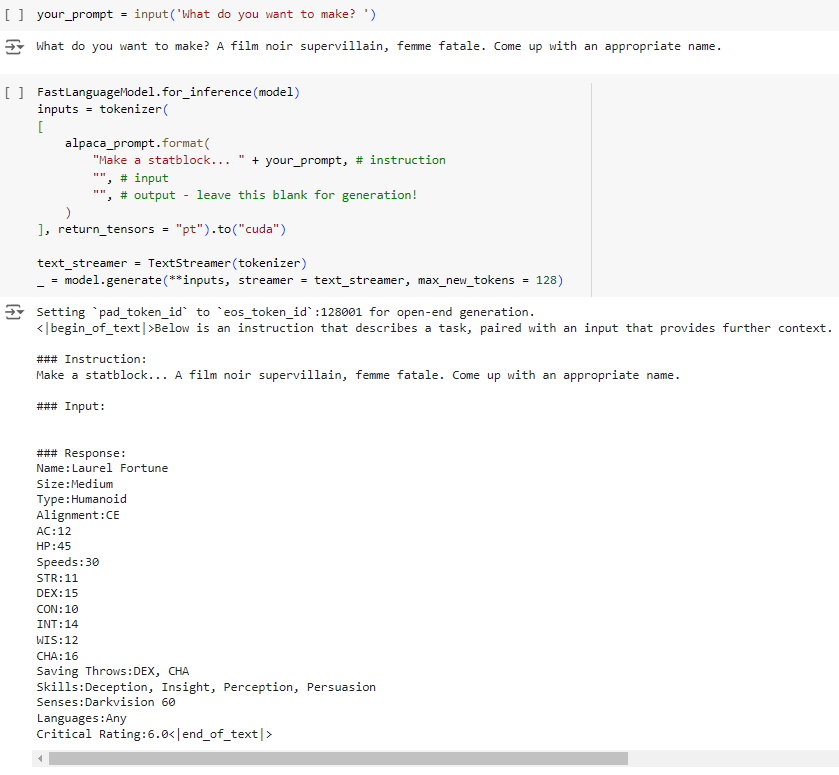 [ ] your_prompt = input('What do you want to make? ')
What do you want to make? A film noir supervillain, femme fatale. Come up with an appropriate name.
[ ] FastLanguageModel.for_inference(model)
inputs = tokenizer(
[
    alpaca_prompt.format(
        "Make a statblock... " + your_prompt, # instruction
        "", # input
        "", # output - leave this blank for generation!
    )
], return_tensors = "pt").to("cuda")
text_streamer = TextStreamer(tokenizer)
_ = model.generate(**inputs, streamer = text_streamer, max_new_tokens = 128)
Setting `pad_token_id` to `eos_token_id`:128001 for open-end generation.
<|begin_of_text|>Below is an instruction that describes a task, paired with an input that provides further context.
### Instruction:
Make a statblock... A film noir supervillain, femme fatale. Come up with an appropriate name.
### Input:
### Response:
Name:Laurel Fortune
Size:Medium
Type:Humanoid
Alignment:CE
AC:12
HP:45
Speeds:30
STR:11
DEX:15
CON:10
INT:14
WIS:12
CHA:16
Saving Throws:DEX, CHA
Skills:Deception, Insight, Perception, Persuasion
Senses:Darkvision 60
Languages:Any
Critical Rating:6.0<|end_of_text|>